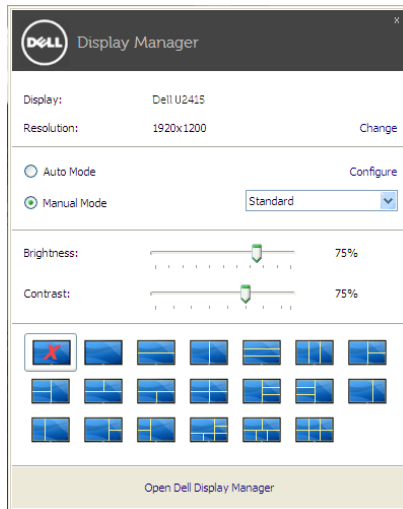 x
DELL Display Manager
Display: Dell U2415
Resolution: 1920x1200 Change
Auto Mode Configure
Manual Mode Standard
Brightness: 75%
Contrast: 75%
X
Open Dell Display Manager